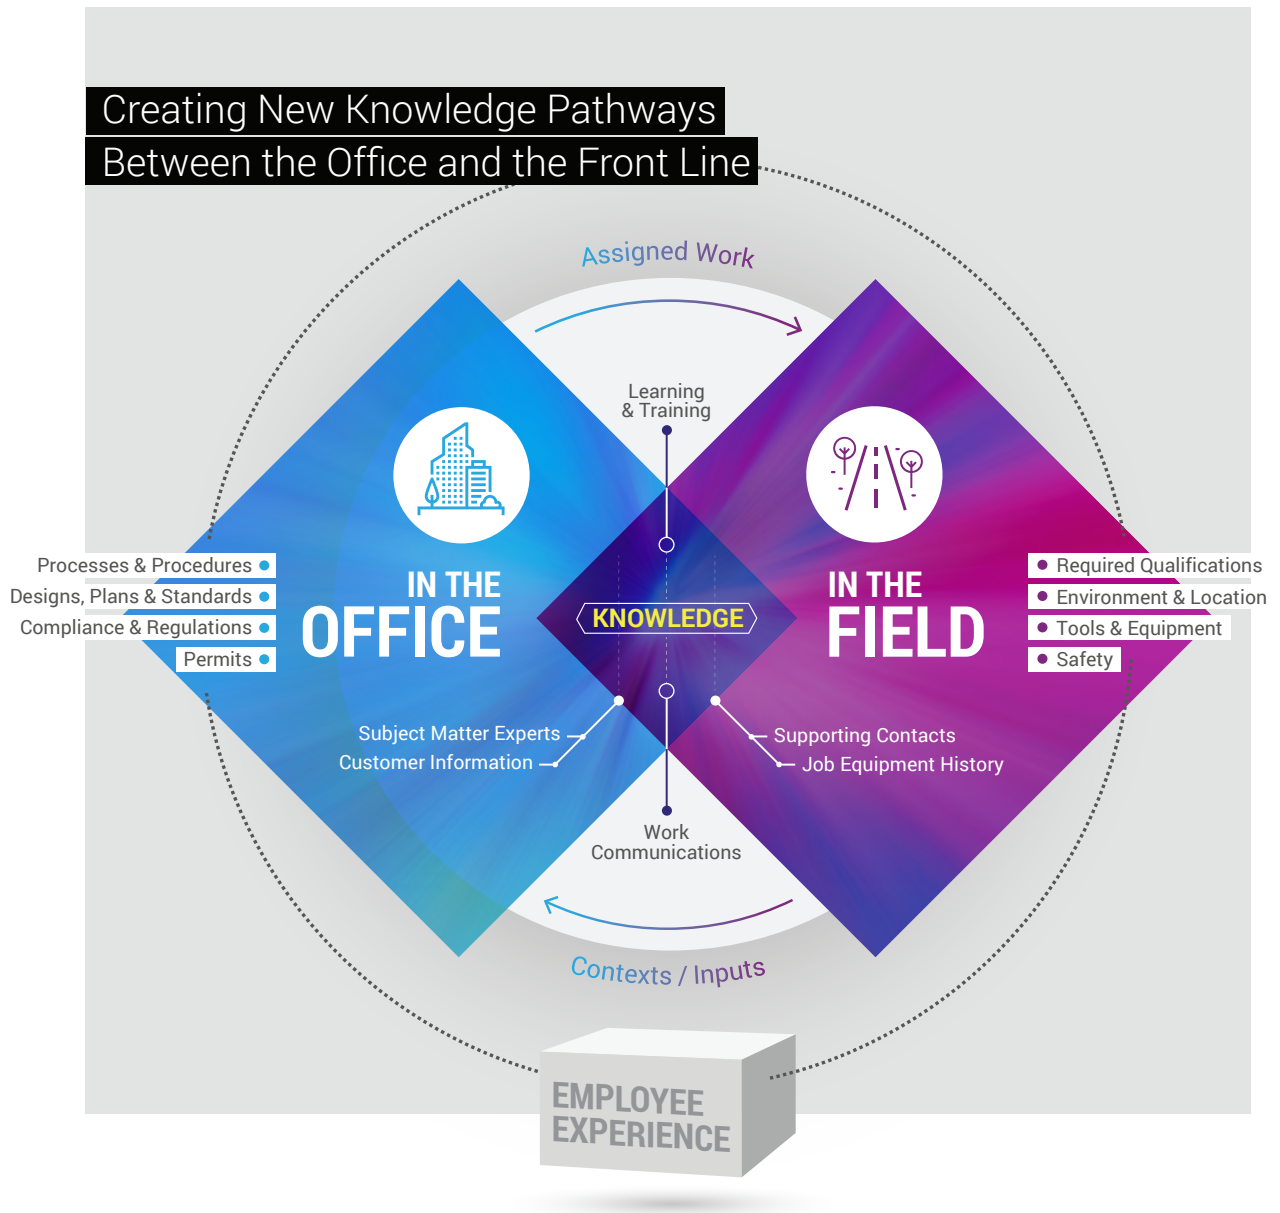 Creating New Knowledge Pathways
Between the Office and the Front Line
Assigned Work
Learning
& Training
IN THE
OFFICE
Processes & Procedures
Designs, Plans & Standards
Compliance & Regulations
Permits
KNOWLEDGE
IN THE
FIELD
Required Qualifications
Environment & Location
Tools & Equipment
Safety
Subject Matter Experts
Customer Information
Supporting Contacts
Job Equipment History
Work
Communications
Contexts / Inputs
EMPLOYEE
EXPERIENCE